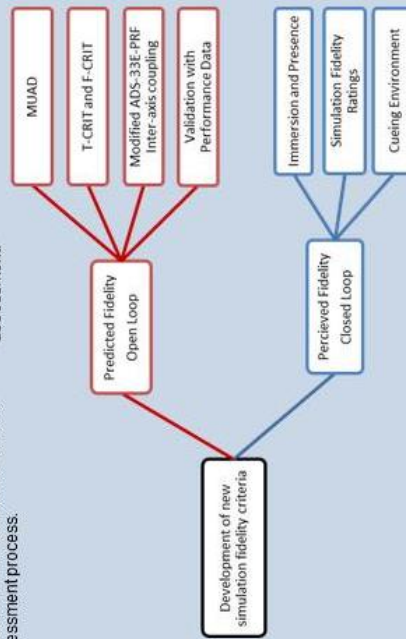 essment process.
Development of new
simulation fidelity criteria
Predicted Fidelity
Open Loop
MUAD
T-CRIT and F-CRIT
Modified ADS-33E-PRF
Inter-axis coupling
Validation with
Performance Data
Percieved Fidelity
Closed Loop
Immersion and Presence
Simulation Fidelity
Ratings
Cueing Environment